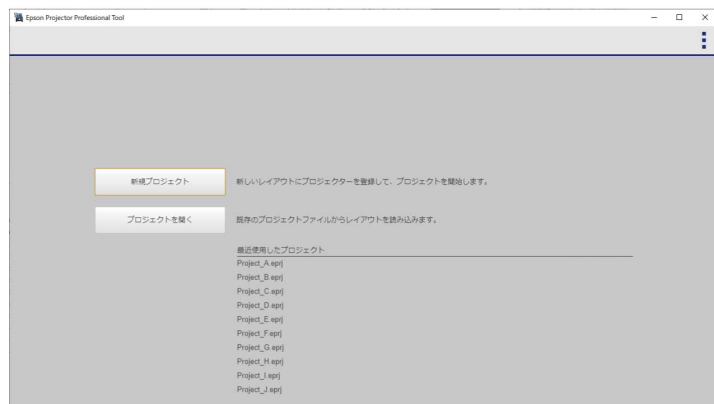 Epson Projector Professional Tool
新規プロジェクト
新しいレイアウトにプロジェクターを登録して、プロジェクトを開始します。
プロジェクトを開く
既存のプロジェクトファイルからレイアウトを読み込みます。
最近使用したプロジェクト
Project_A.eprj
Project_B.eprj
Project_C.eprj
Project_D.eprj
Project_E.eprj
Project_F.eprj
Project_G.eprj
Project_H.eprj
Project_I.eprj
Project_J.eprj